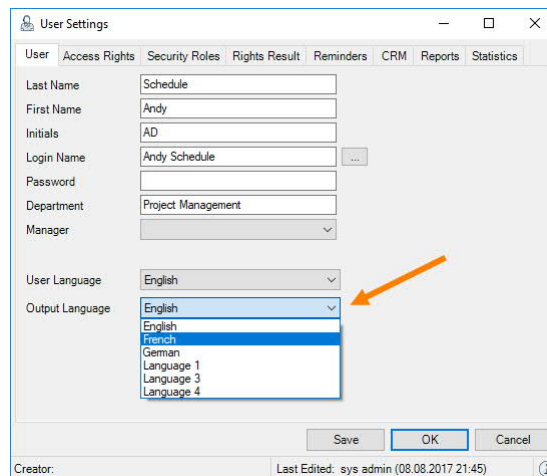 User Settings
User Access Rights Security Roles Rights Result Reminders CRM Reports Statistics
Last Name Schedule
First Name Andy
Initials AD
Login Name Andy Schedule ...
Password
Department Project Management
Manager
User Language English
Output Language English
English
French
German
Language 1
Language 3
Language 4
Save OK Cancel
Creator: Last Edited: sys admin (08.08.2017 21:45)